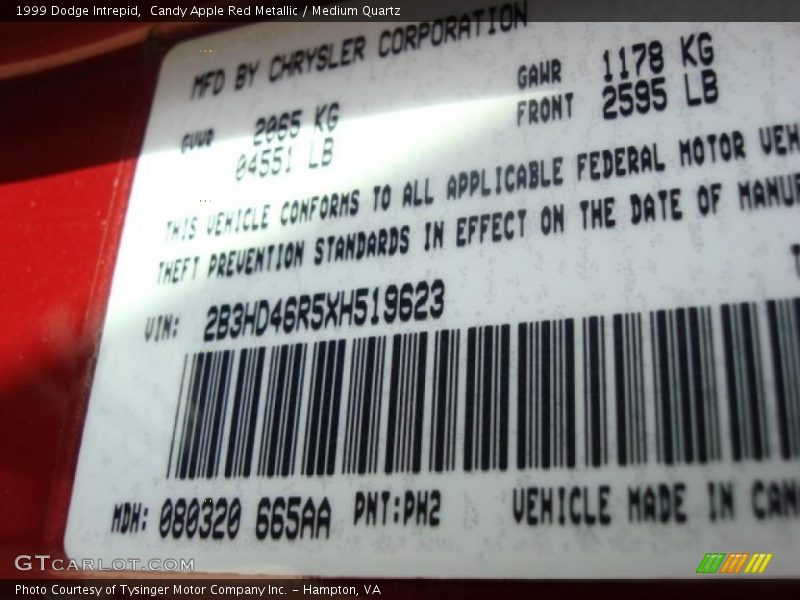 1999 Dodge Intrepid, Candy Apple Red Metallic / Medium Quartz
MFD BY CHRYSLER CORPORATION
GVWR 2065 KG GAWR 1178 KG
04551 LB FRONT 2595 LB
THIS VEHICLE CONFORMS TO ALL APPLICABLE FEDERAL MOTOR VEH
THEFT PREVENTION STANDARDS IN EFFECT ON THE DATE OF MANUF
VIN: 2B3HD46R5XH519623
MDH: 080320 665AA PNT:PH2 VEHICLE MADE IN CAN
GTCARLOT.COM
Photo Courtesy of Tysinger Motor Company Inc. - Hampton, VA